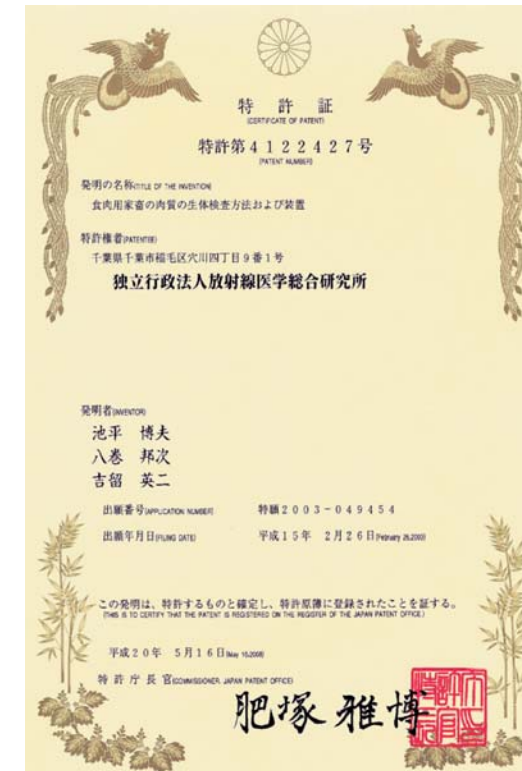 特許証
(CERTIFICATE OF PATENT)
特許第4122427号
(PATENT NUMBER)
発明の名称(TITLE OF THE INVENTION)
食肉用家畜の肉質の生体検査方法および装置
特許権者(PATENTEE)
千葉県千葉市稲毛区穴川四丁目9番1号
独立行政法人放射線医学総合研究所
発明者(INVENTOR)
池平 博夫
八巻 邦次
吉留 英二
出願番号(APPLICATION NUMBER) 特願2003-049454
出願年月日(FILING DATE) 平成15年 2月26日(February 26,2003)
この発明は、特許するものと確定し、特許原簿に登録されたことを証する。
(THIS IS TO CERTIFY THAT THE PATENT IS REGISTERED ON THE REGISTER OF THE JAPAN PATENT OFFICE.)
平成20年 5月16日(May 16,2008)
特許庁長官(COMMISSIONER, JAPAN PATENT OFFICE)
肥塚雅博